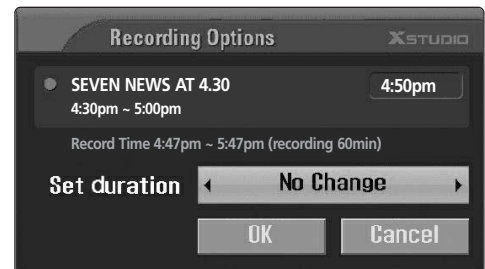 Recording Options
XSTUDIO
SEVEN NEWS AT 4.30
4:50pm
4:30pm ~ 5:00pm
Record Time 4:47pm ~ 5:47pm (recording 60min)
Set duration
No Change
OK
Cancel